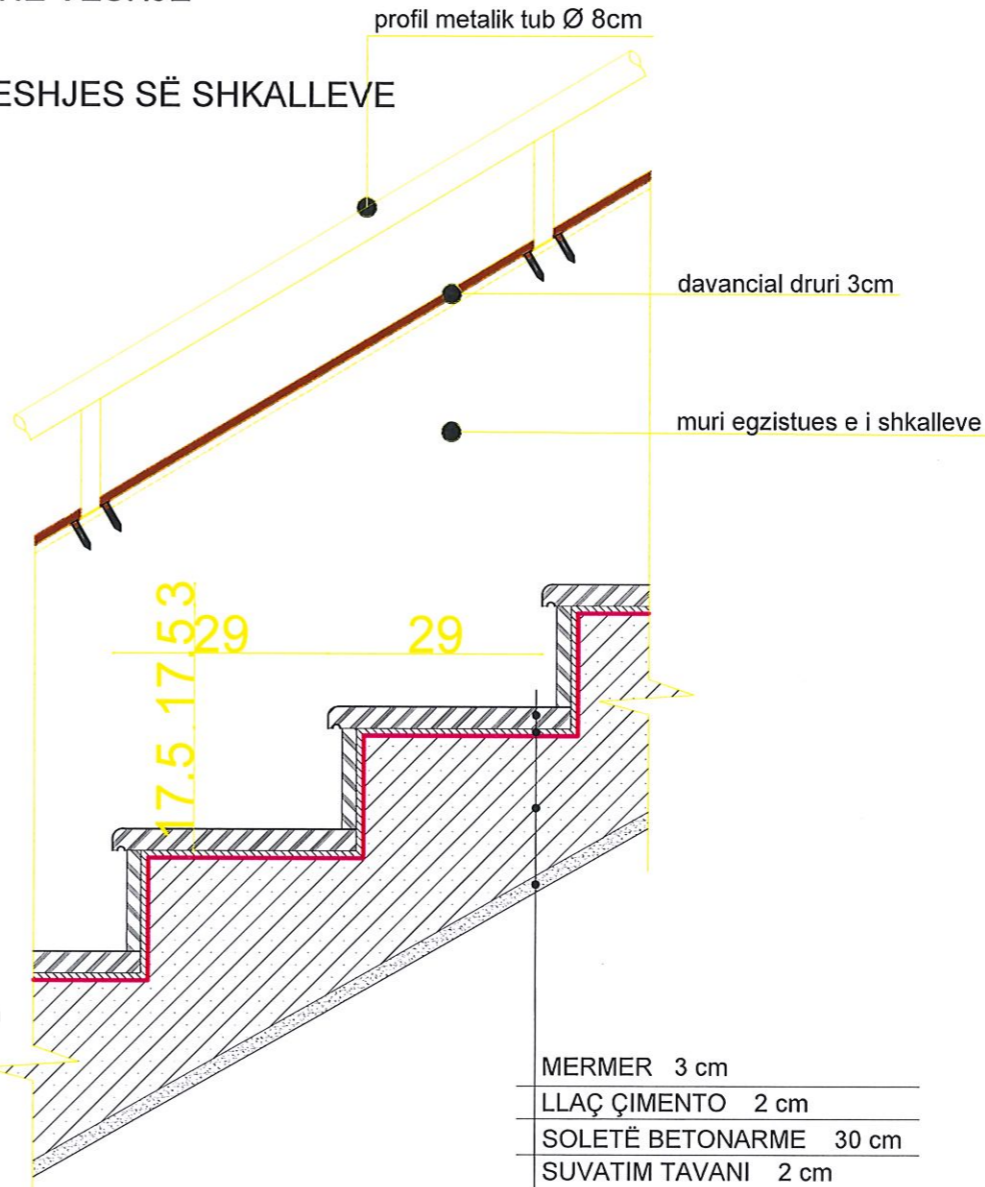 profil metalik tub Ø 8cm
SHKALLEVE
SË
davancial druri 3cm
muri egzistues e i shkalleve
29
29
17.5 17.5 3
MERMER 3 cm
LLAÇ ÇIMENTO 2 cm
SOLETË BETONARME 30 cm
SUVATIM TAVANI 2 cm